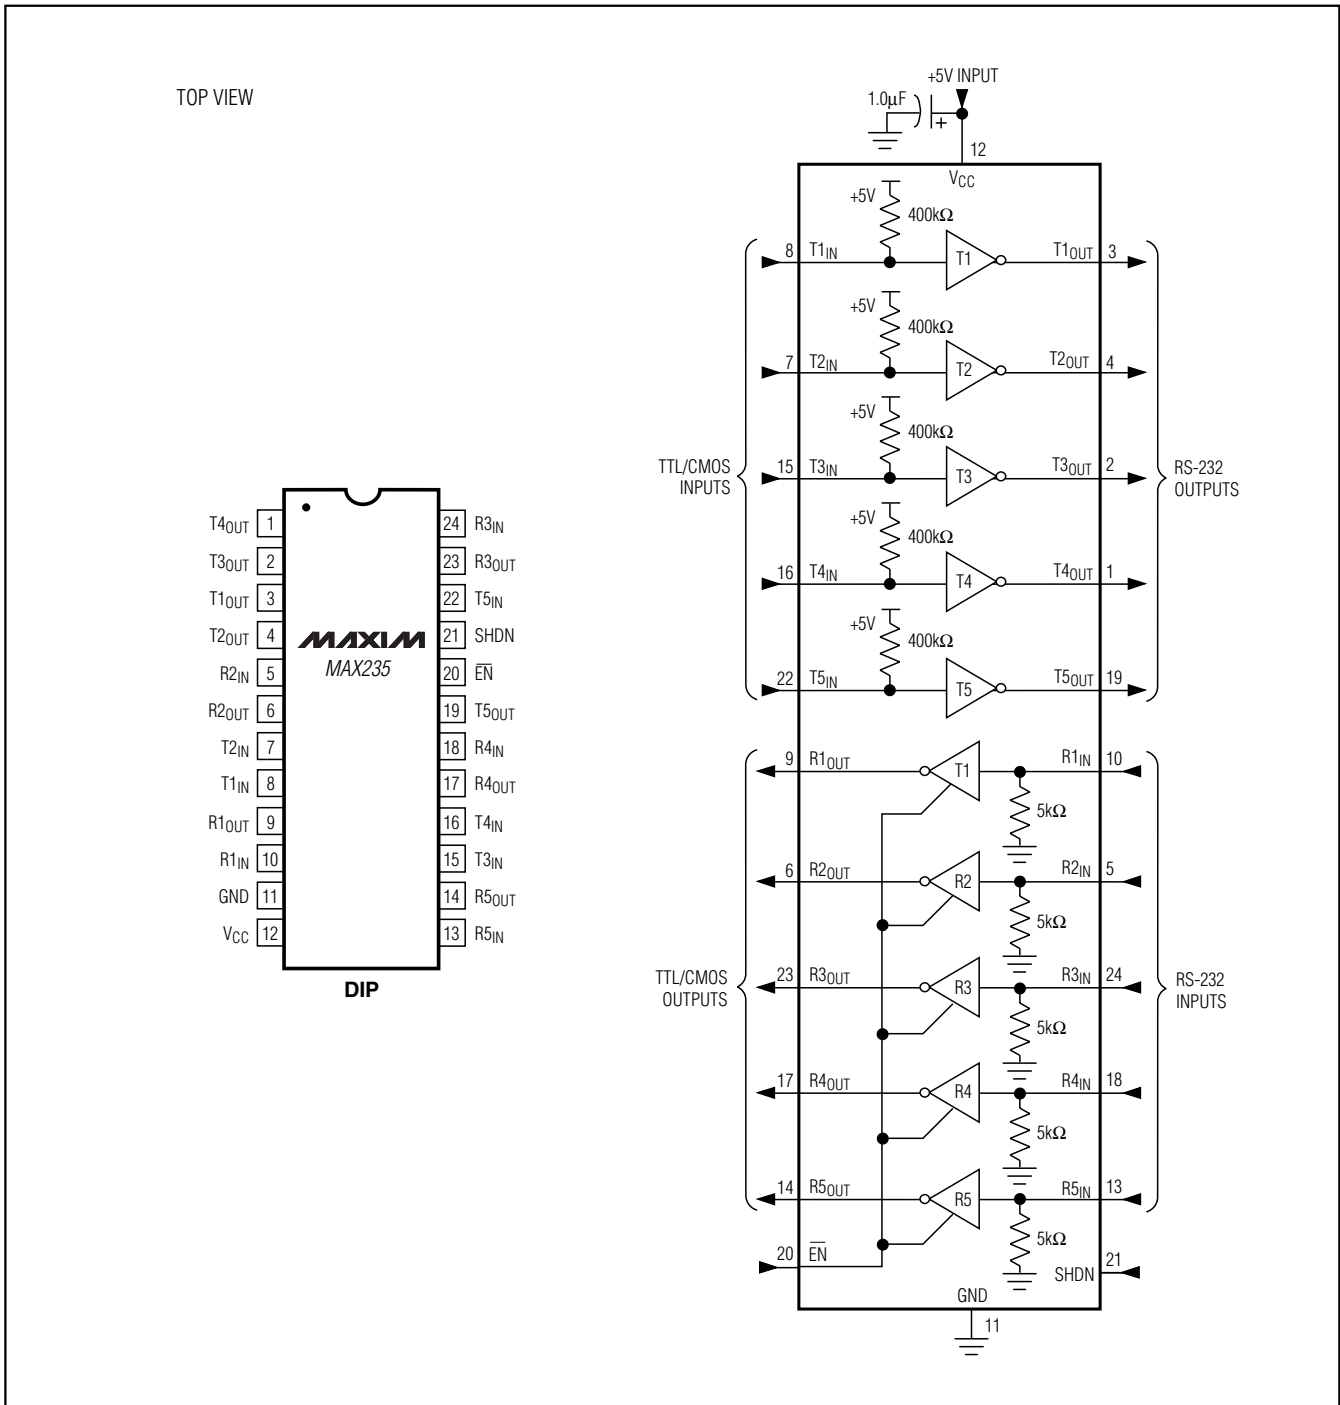 TOP VIEW
T4OUT 1
T3OUT 2
T1OUT 3
T2OUT 4
R2IN 5
R2OUT 6
T2IN 7
T1IN 8
R1OUT 9
R1IN 10
GND 11
VCC 12
MAXIM
MAX235
24 R3IN
23 R3OUT
22 T5IN
21 SHDN
20 E̅N̅
19 T5OUT
18 R4IN
17 R4OUT
16 T4IN
15 T3IN
14 R5OUT
13 R5IN
DIP
+5V INPUT
1.0µF
+
12
VCC
+5V
400kΩ
8 T1IN T1 T1OUT 3
+5V
400kΩ
7 T2IN T2 T2OUT 4
+5V
400kΩ
TTL/CMOS
INPUTS
15 T3IN T3 T3OUT 2
RS-232
OUTPUTS
+5V
400kΩ
16 T4IN T4 T4OUT 1
+5V
400kΩ
22 T5IN T5 T5OUT 19
9 R1OUT T1 R1IN 10
5kΩ
6 R2OUT R2 R2IN 5
5kΩ
TTL/CMOS
OUTPUTS
23 R3OUT R3 R3IN 24
RS-232
INPUTS
5kΩ
17 R4OUT R4 R4IN 18
5kΩ
14 R5OUT R5 R5IN 13
5kΩ
20 E̅N̅
SHDN 21
GND
11